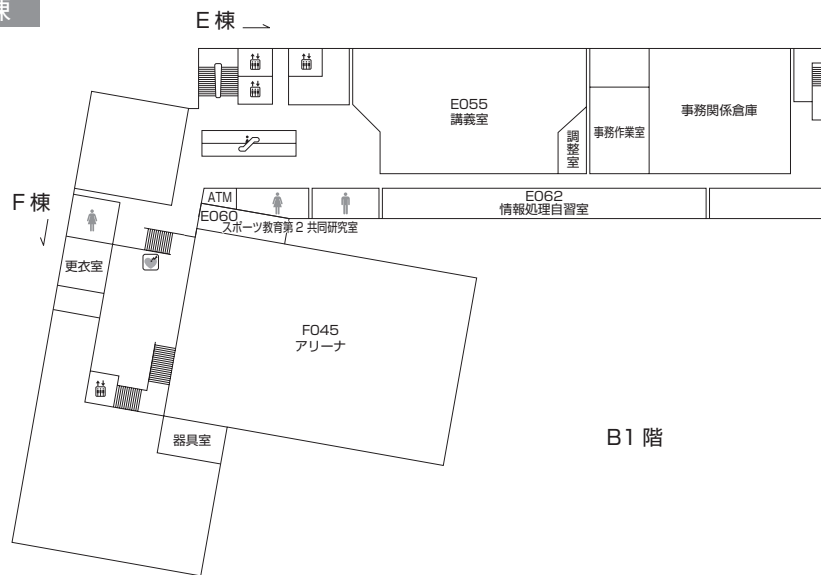 棟
E棟
E055
講義室
調整室
事務作業室
事務関係倉庫
F棟
ATM
E060
スポーツ教育第2共同研究室
E062
情報処理自習室
更衣室
F045
アリーナ
器具室
B1階